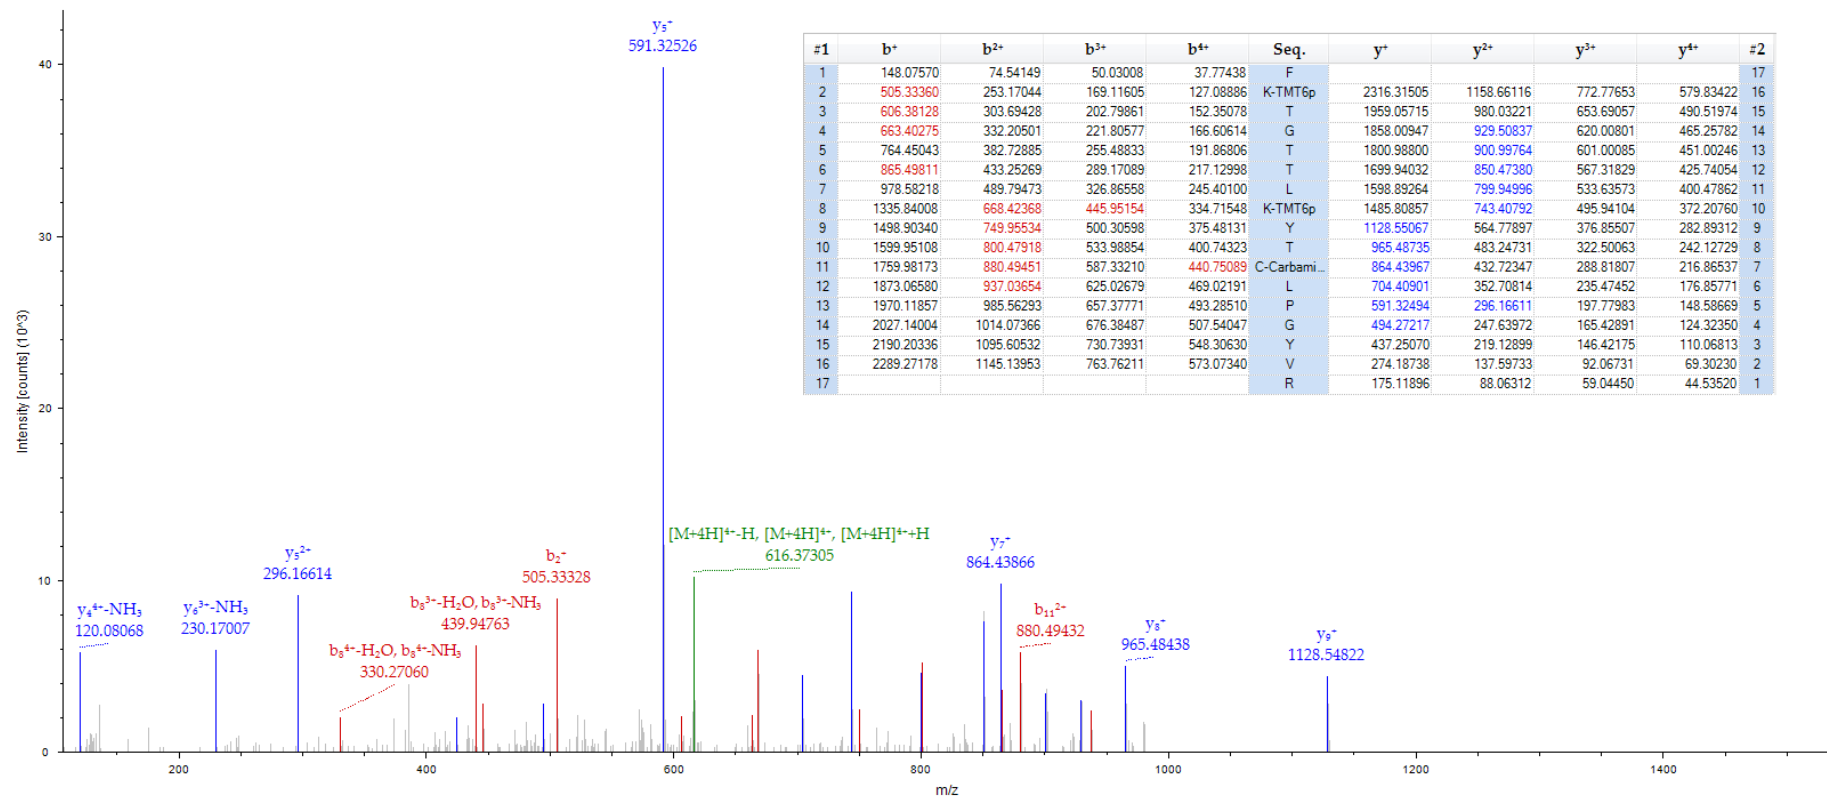 #1 b⁺ b²⁺ b³⁺ b⁴⁺ Seq. y⁺ y²⁺ y³⁺ y⁴⁺ #2
1 148.07570 74.54149 50.03008 37.77438 F 17
2 505.33360 253.17044 169.11605 127.08886 K-TMT6p 2316.31505 1158.66116 772.77653 579.83422 16
3 606.38128 303.69428 202.79861 152.35078 T 1959.05715 980.03221 653.69057 490.51974 15
4 663.40275 332.20501 221.80577 166.60614 G 1858.00947 929.50837 620.00801 465.25782 14
5 764.45043 382.72885 255.48833 191.86806 T 1800.98800 900.99764 601.00085 451.00246 13
6 865.49811 433.25269 289.17089 217.12998 T 1699.94032 850.47380 567.31829 425.74054 12
7 978.58218 489.79473 326.86558 245.40100 L 1598.89264 799.94996 533.63573 400.47862 11
8 1335.84008 668.42368 445.95154 334.71548 K-TMT6p 1485.80857 743.40792 495.94104 372.20760 10
9 1498.90340 749.95534 500.30598 375.48131 Y 1128.55067 564.77897 376.85507 282.89312 9
10 1599.95108 800.47918 533.98854 400.74323 T 965.48735 483.24731 322.50063 242.12729 8
11 1759.98173 880.49451 587.33210 440.75089 C-Carbami... 864.43967 432.72347 288.81807 216.86537 7
12 1873.06580 937.03654 625.02679 469.02191 L 704.40901 352.70814 235.47452 176.85771 6
13 1970.11857 985.56293 657.37771 493.28510 P 591.32494 296.16611 197.77983 148.58669 5
14 2027.14004 1014.07366 676.38487 507.54047 G 494.27217 247.63972 165.42891 124.32350 4
15 2190.20336 1095.60532 730.73931 548.30630 Y 437.25070 219.12899 146.42175 110.06813 3
16 2289.27178 1145.13953 763.76211 573.07340 V 274.18738 137.59733 92.06731 69.30230 2
17 R 175.11896 88.06312 59.04450 44.53520 1
Intensity [counts] (10^3)
40
30
20
10
0
y₅⁺
591.32526
[M+4H]⁴⁺-H, [M+4H]⁴⁺, [M+4H]⁴⁺+H
616.37305
y₇⁺
864.43866
y₅²⁺
296.16614
b₂⁺
505.33328
y₄⁴⁺-NH₃
120.08068
y₆³⁺-NH₃
230.17007
b₈³⁺-H₂O, b₈³⁺-NH₃
439.94763
b₈⁴⁺-H₂O, b₈⁴⁺-NH₃
330.27060
b₁₁²⁺
880.49432
y₈⁺
965.48438
y₉⁺
1128.54822
200 400 600 800 1000 1200 1400
m/z